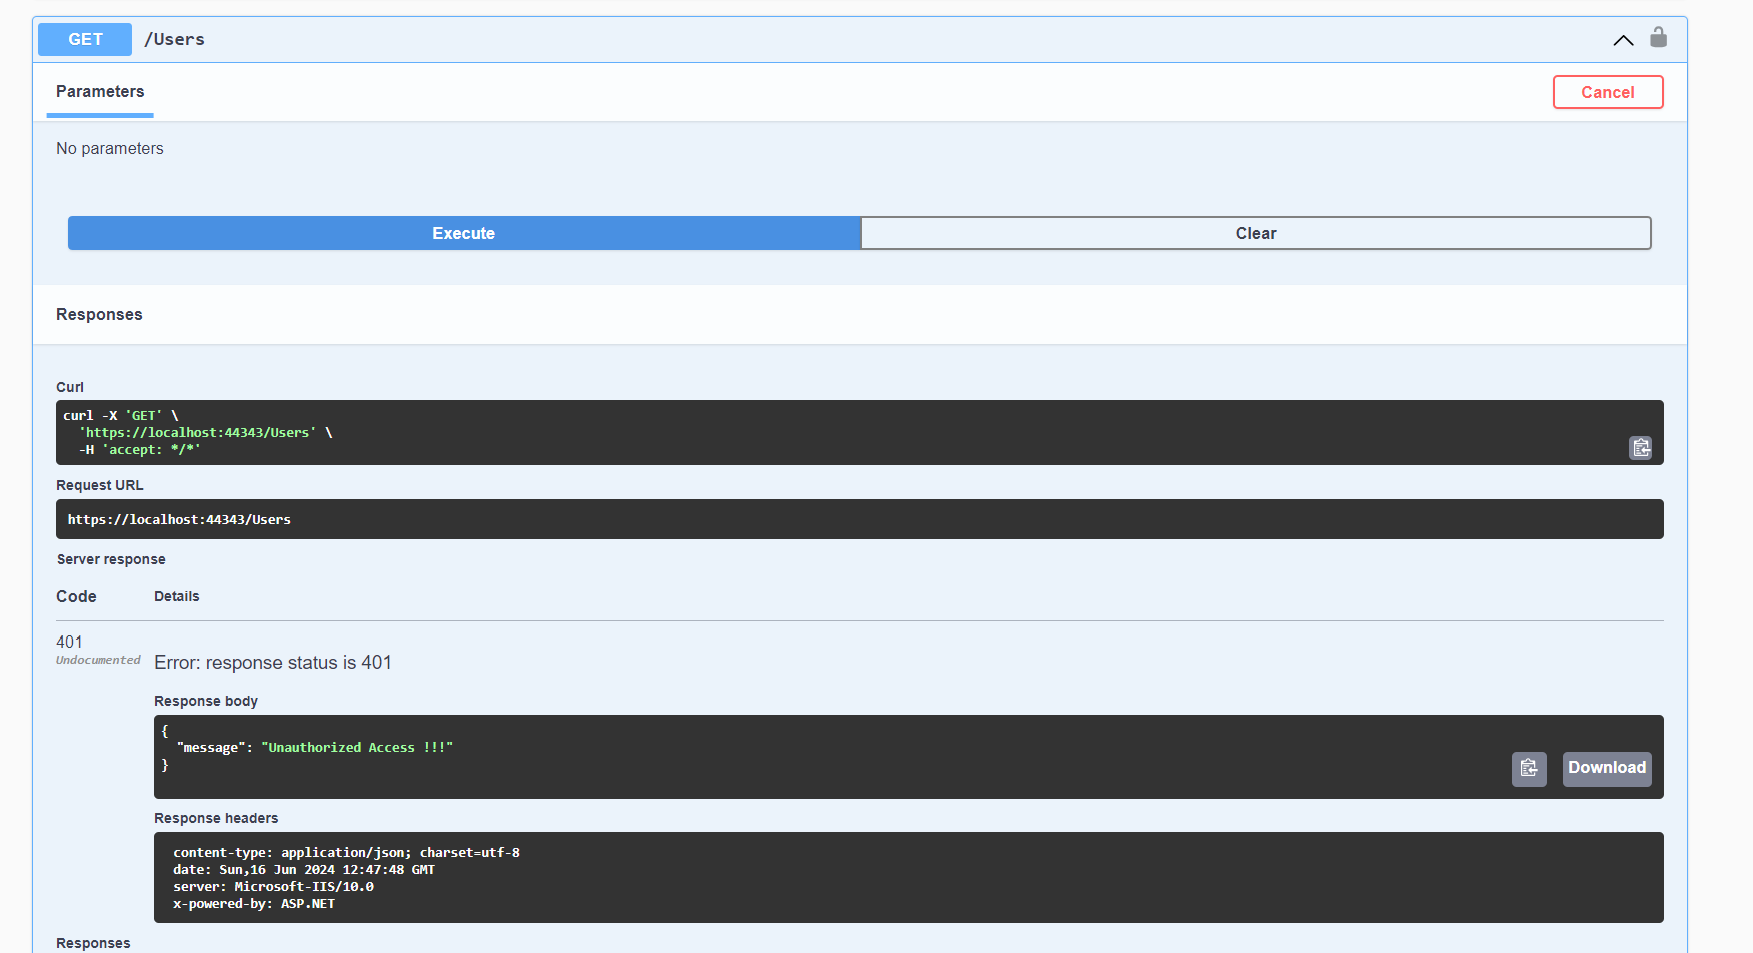 GET /Users
Parameters
Cancel
No parameters
Execute
Clear
Responses
Curl
curl -X 'GET' \
'https://localhost:44343/Users' \
-H 'accept: */*'
Request URL
https://localhost:44343/Users
Server response
Code Details
401
Undocumented
Error: response status is 401
Response body
{
"message": "Unauthorized Access !!!"
}
Download
Response headers
content-type: application/json; charset=utf-8
date: Sun,16 Jun 2024 12:47:48 GMT
server: Microsoft-IIS/10.0
x-powered-by: ASP.NET
Responses